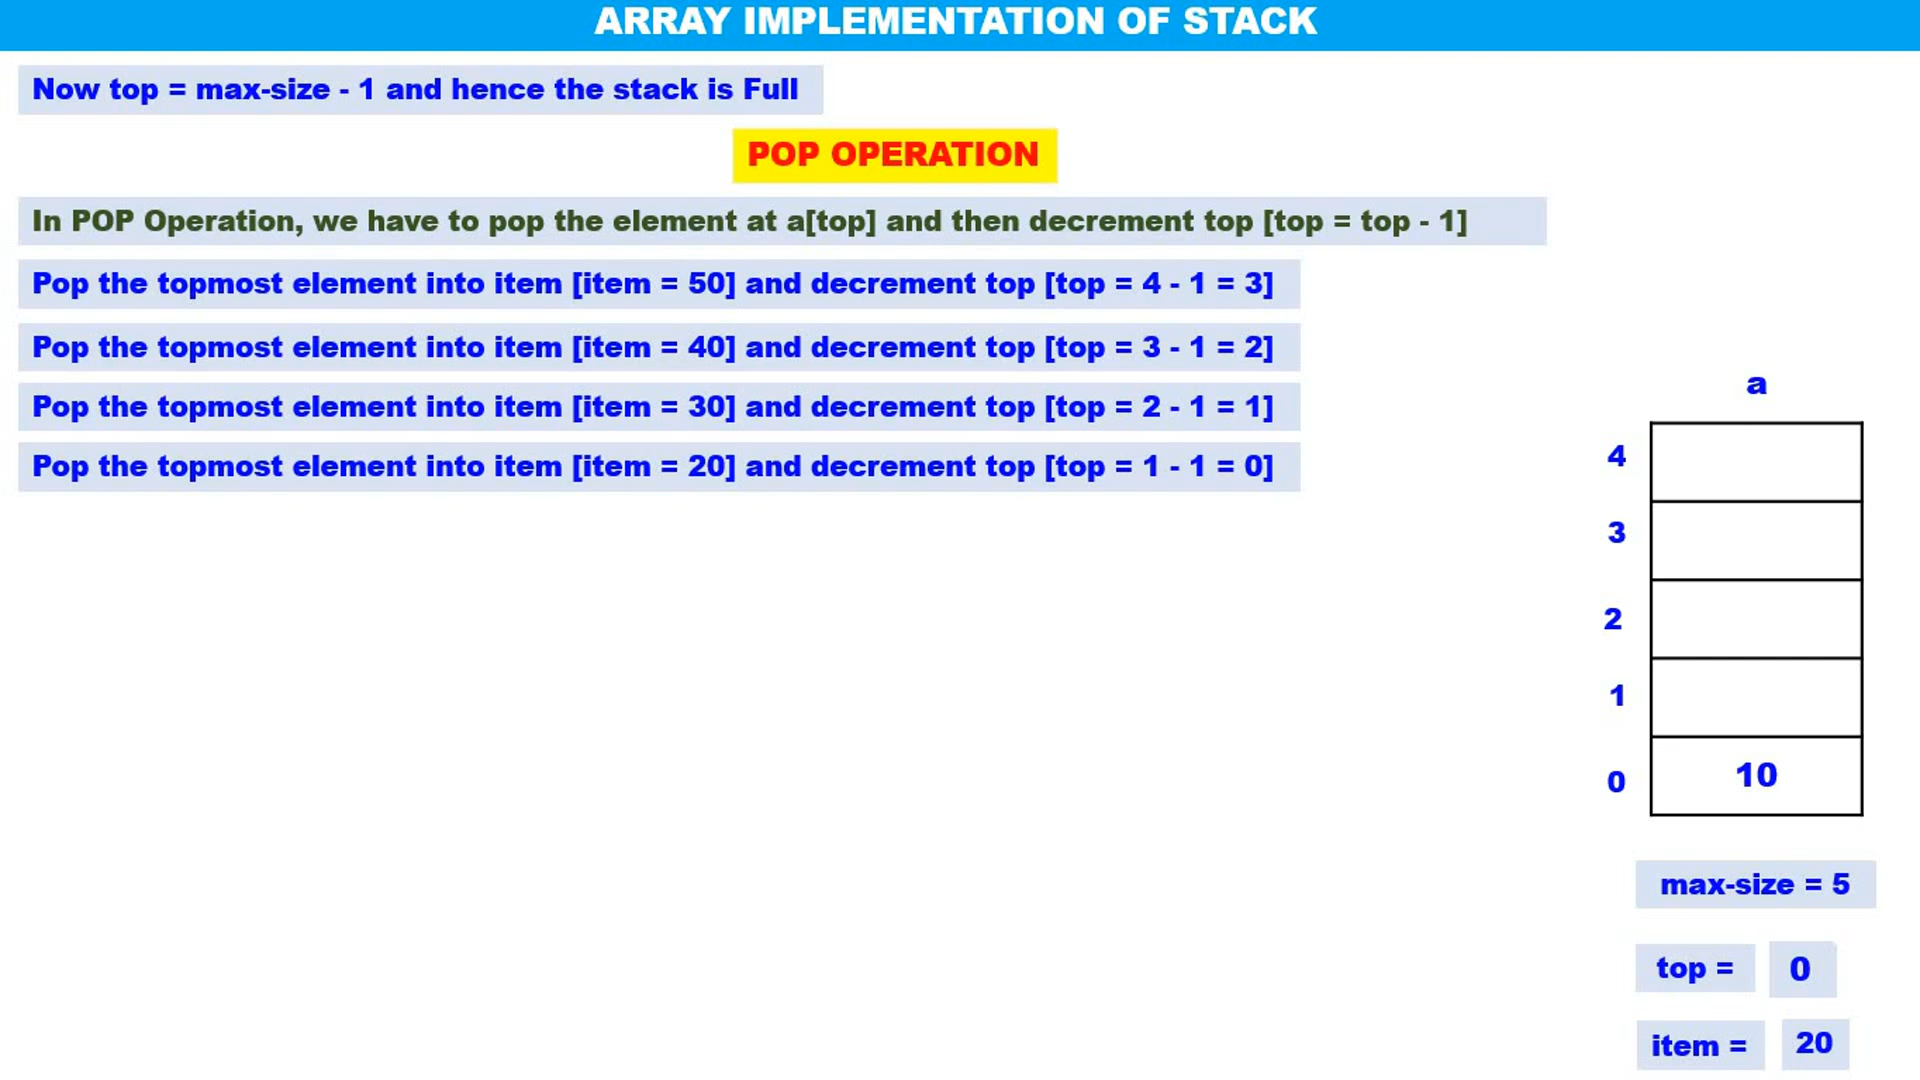 ARRAY IMPLEMENTATION OF STACK
Now top = max-size - 1 and hence the stack is Full
POP OPERATION
In POP Operation, we have to pop the element at a[top] and then decrement top [top = top - 1]
Pop the topmost element into item [item = 50] and decrement top [top = 4 - 1 = 3]
Pop the topmost element into item [item = 40] and decrement top [top = 3 - 1 = 2]
Pop the topmost element into item [item = 30] and decrement top [top = 2 - 1 = 1]
Pop the topmost element into item [item = 20] and decrement top [top = 1 - 1 = 0]
a
4
3
2
1
0 10
max-size = 5
top = 0
item = 20